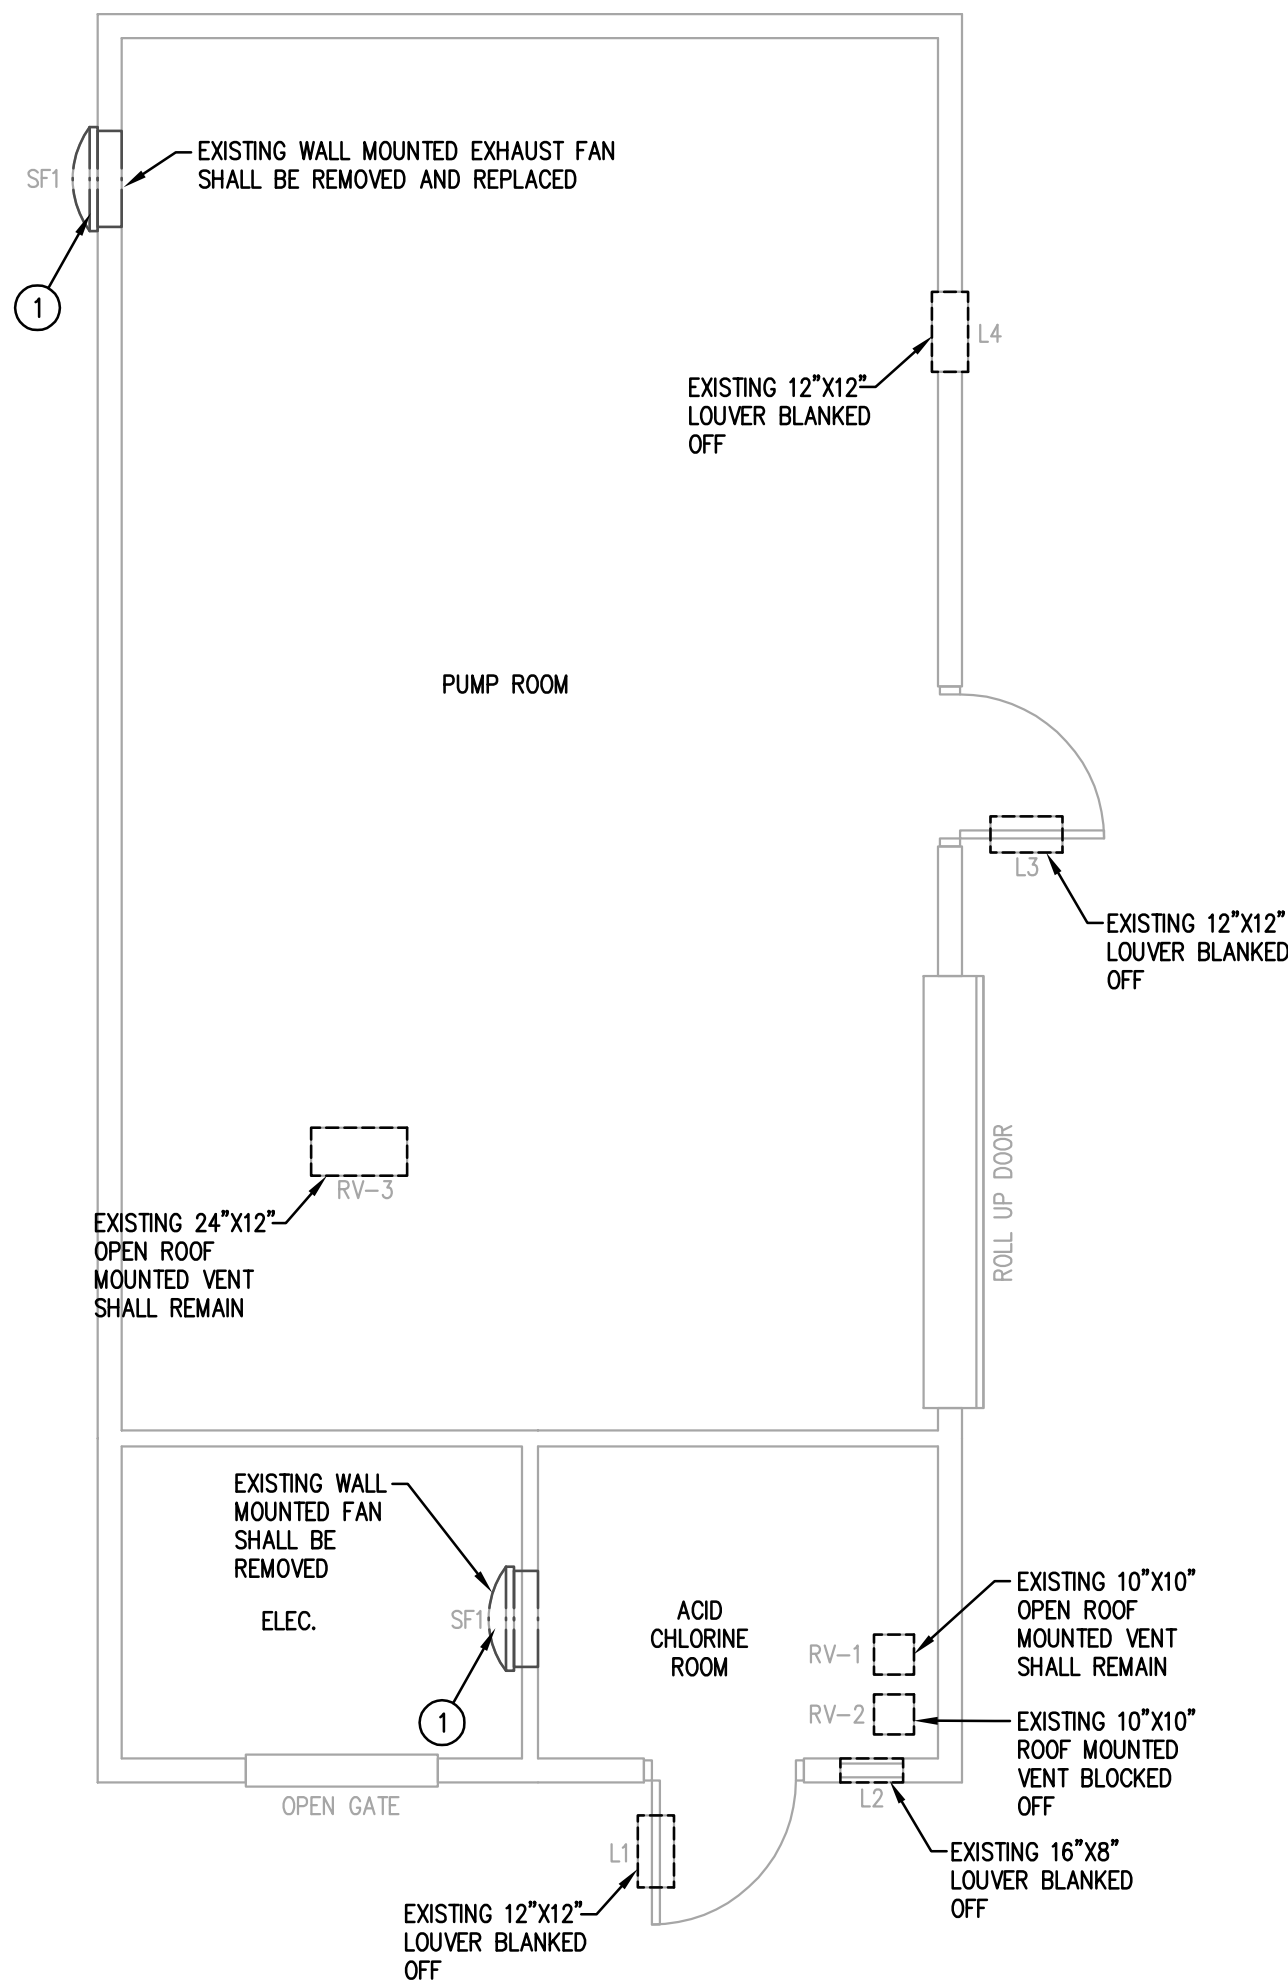 EXISTING WALL MOUNTED EXHAUST FAN
SHALL BE REMOVED AND REPLACED
SF1
1
L4
EXISTING 12"X12"
LOUVER BLANKED
OFF
PUMP ROOM
L3
EXISTING 12"X12"
LOUVER BLANKED
OFF
ROLL UP DOOR
RV-3
EXISTING 24"X12"
OPEN ROOF
MOUNTED VENT
SHALL REMAIN
EXISTING WALL
MOUNTED FAN
SHALL BE
REMOVED
ELEC.
SF1
1
ACID
CHLORINE
ROOM
RV-1
EXISTING 10"X10"
OPEN ROOF
MOUNTED VENT
SHALL REMAIN
RV-2
EXISTING 10"X10"
ROOF MOUNTED
VENT BLOCKED
OFF
OPEN GATE
L2
EXISTING 16"X8"
LOUVER BLANKED
OFF
L1
EXISTING 12"X12"
LOUVER BLANKED
OFF